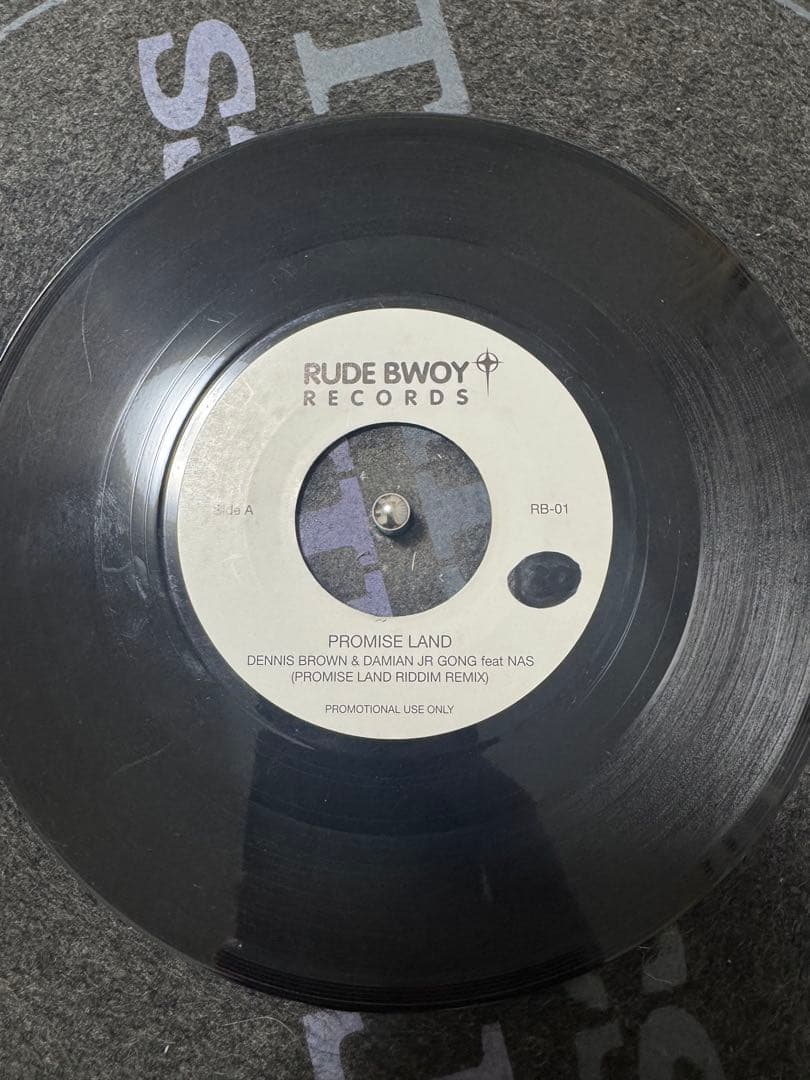 RUDE BWOY
RECORDS
Side A
RB-01
PROMISE LAND
DENNIS BROWN & DAMIAN JR GONG feat NAS
(PROMISE LAND RIDDIM REMIX)
PROMOTIONAL USE ONLY